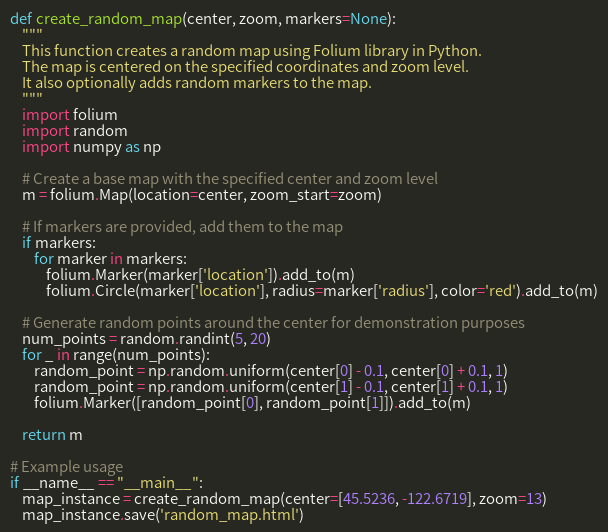 def create_random_map(center, zoom, markers=None):
    """
    This function creates a random map using Folium library in Python.
    The map is centered on the specified coordinates and zoom level.
    It also optionally adds random markers to the map.
    """
    import folium
    import random
    import numpy as np

    # Create a base map with the specified center and zoom level
    m = folium.Map(location=center, zoom_start=zoom)

    # If markers are provided, add them to the map
    if markers:
        for marker in markers:
            folium.Marker(marker['location']).add_to(m)
            folium.Circle(marker['location'], radius=marker['radius'], color='red').add_to(m)

    # Generate random points around the center for demonstration purposes
    num_points = random.randint(5, 20)
    for _ in range(num_points):
        random_point = np.random.uniform(center[0] - 0.1, center[0] + 0.1, 1)
        random_point = np.random.uniform(center[1] - 0.1, center[1] + 0.1, 1)
        folium.Marker([random_point[0], random_point[1]]).add_to(m)

    return m

# Example usage
if __name__ == "__main__":
    map_instance = create_random_map(center=[45.5236, -122.6719], zoom=13)
    map_instance.save('random_map.html')